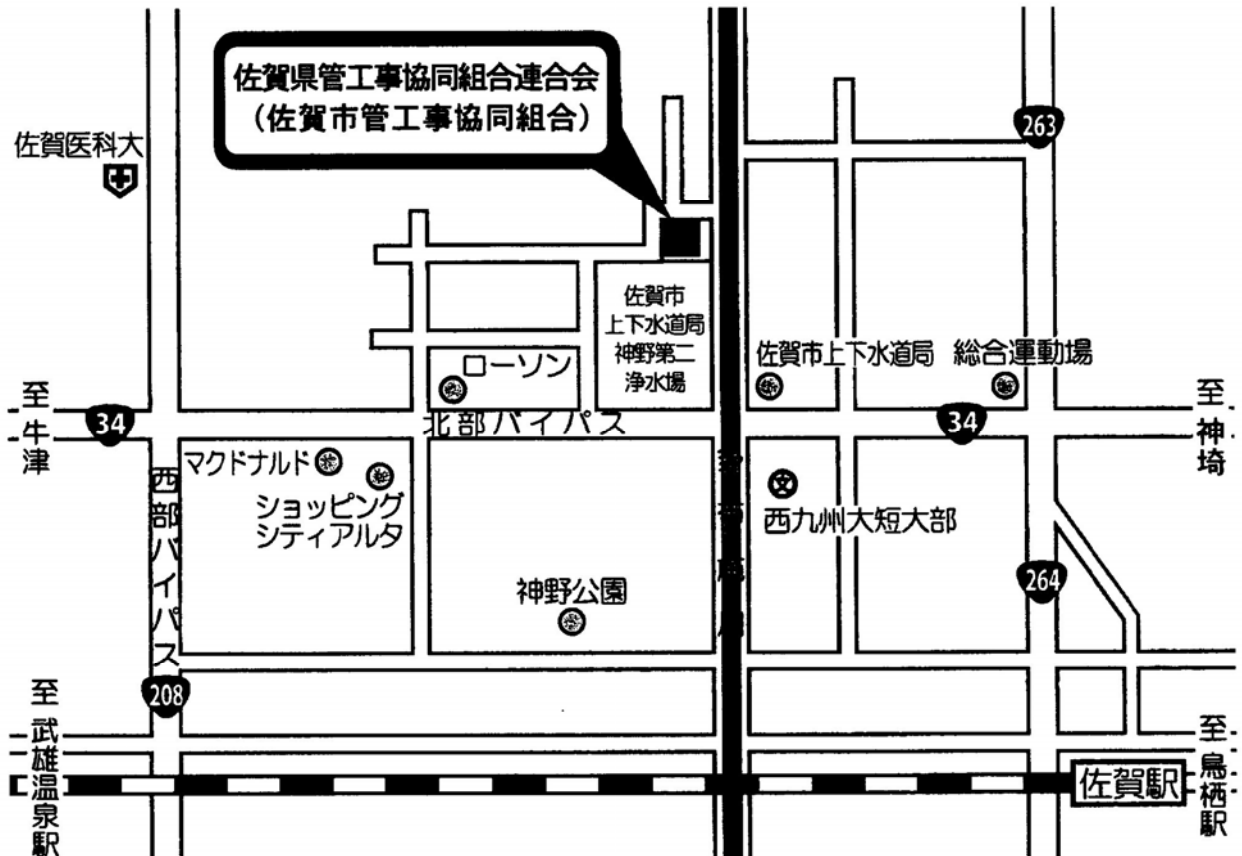 佐賀県管工事協同組合連合会
（佐賀市管工事協同組合）
263
佐賀医科大
佐賀市
上下水道局
神野第二
浄水場
佐賀市上下水道局
総合運動場
ローソン
至牛津
34
北部バイパス
34
至神埼
マクドナルド
ショッピング
シティアルタ
西部バイパス
西九州大短大部
神野公園
264
208
至武雄温泉駅
佐賀駅
至鳥栖駅